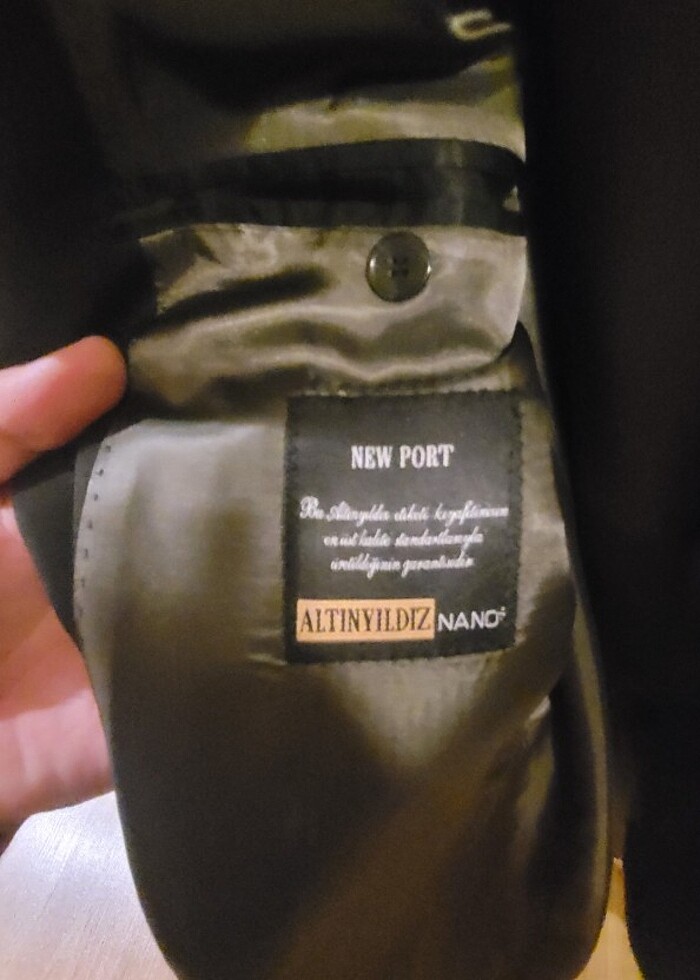 NEW PORT
Bu Altınyıldız etiketi kıyafetinizin
en üst kalite standartlarıyla
üretildiğinin garantisidir
ALTINYILDIZ NANO